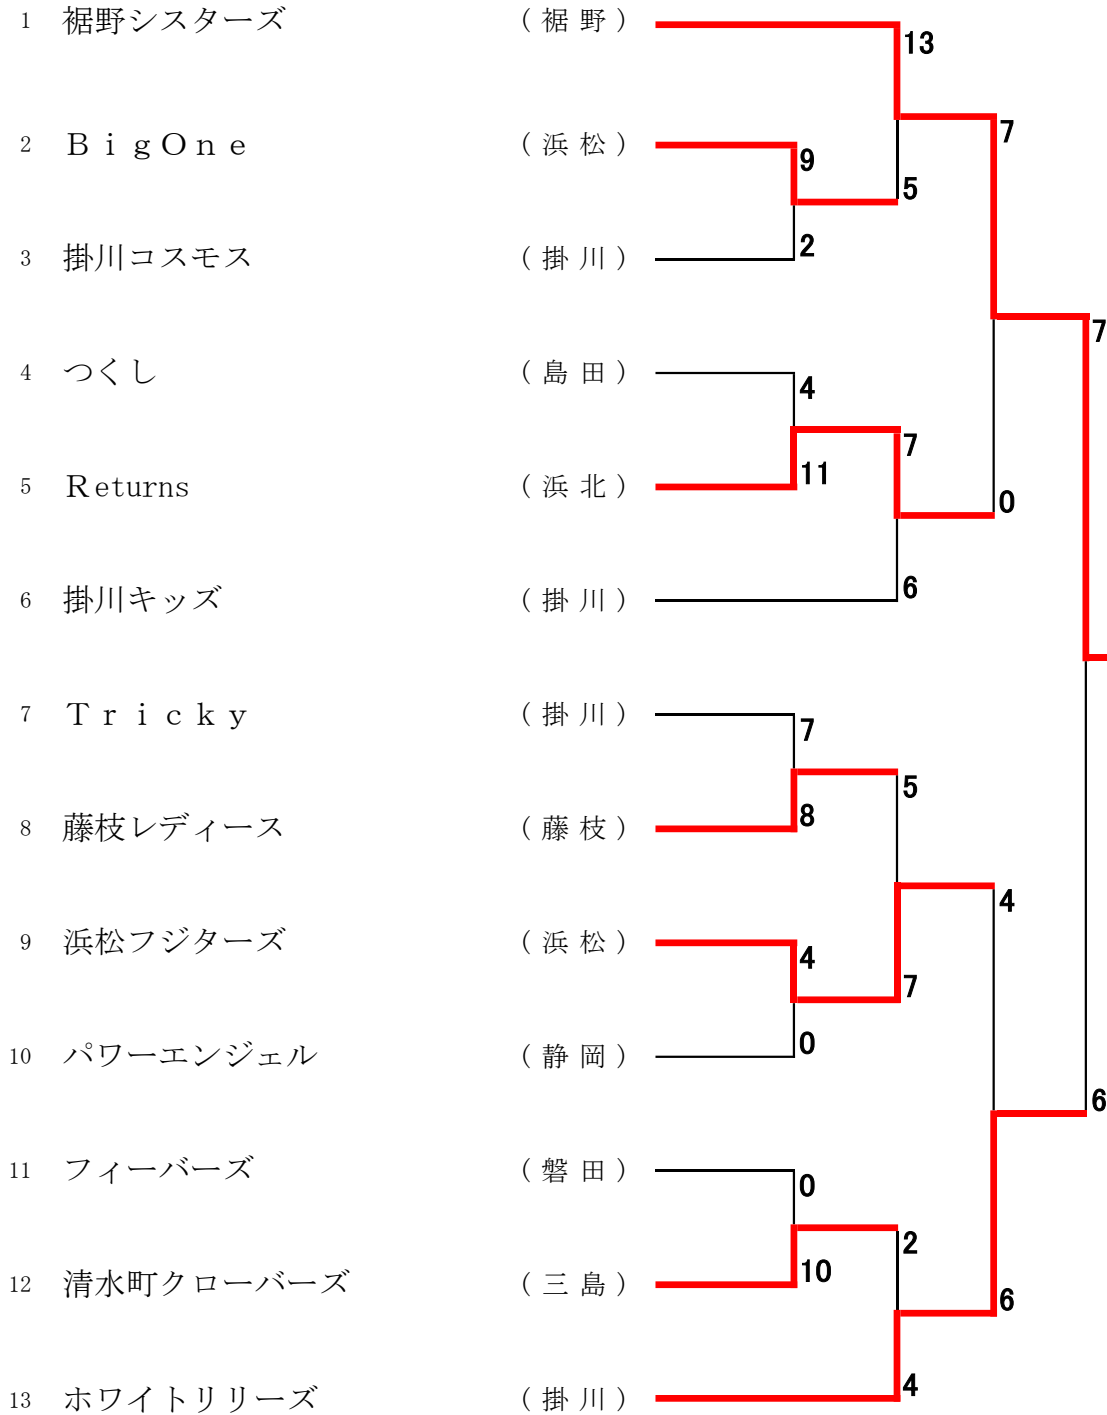 1 裾野シスターズ （ 裾 野 ）
13
7
2 ＢｉｇＯｎｅ （ 浜 松 ）
9
5
3 掛川コスモス （ 掛 川 ）
2
7
4 つくし （ 島 田 ）
4
7
5 Ｒeturns （ 浜 北 ）
11
0
6 掛川キッズ （ 掛 川 ）
6
7 Ｔｒｉｃｋｙ （ 掛 川 ）
7
5
8 藤枝レディース （ 藤 枝 ）
8
4
9 浜松フジターズ （ 浜 松 ）
4
7
10 パワーエンジェル （ 静 岡 ）
0
6
11 フィーバーズ （ 磐 田 ）
0
2
12 清水町クローバーズ （ 三 島 ）
10
6
13 ホワイトリリーズ （ 掛 川 ）
4